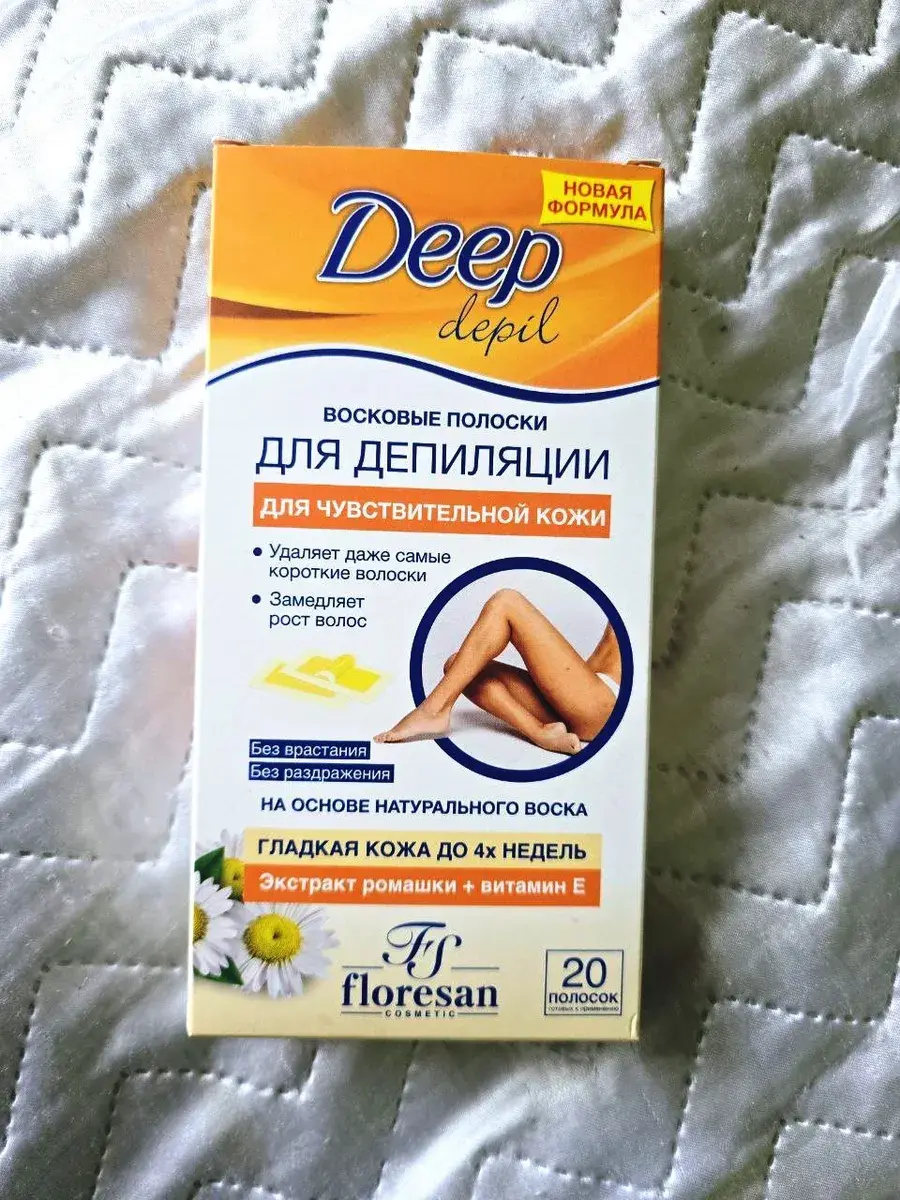 НОВАЯ
ФОРМУЛА
Deep
depil
ВОСКОВЫЕ ПОЛОСКИ
ДЛЯ ДЕПИЛЯЦИИ
ДЛЯ ЧУВСТВИТЕЛЬНОЙ КОЖИ
• Удаляет даже самые
короткие волоски
• Замедляет
рост волос
Без врастания
Без раздражения
НА ОСНОВЕ НАТУРАЛЬНОГО ВОСКА
ГЛАДКАЯ КОЖА ДО 4х НЕДЕЛЬ
Экстракт ромашки + витамин Е
FS
floresan
COSMETIC
20
ПОЛОСОК
готовых к применению